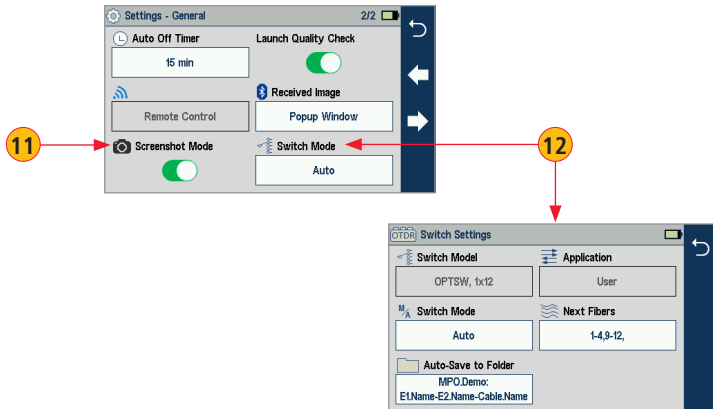 Settings - General 2/2
Auto Off Timer
Launch Quality Check
15 min
Received Image
Remote Control
Popup Window
11
Screenshot Mode
Switch Mode
12
Auto
OTDR Switch Settings
Switch Model
Application
OPTSW, 1x12
User
M/A Switch Mode
Next Fibers
Auto
1-4,9-12,
Auto-Save to Folder
MPO.Demo:
E1.Name-E2.Name-Cable.Name